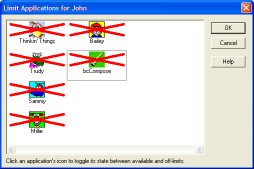 Limit Applications for John
OK
Cancel
Help
Thinkin' Things
Bailey
Trudy
bcCompose
Sammy
Millie
Click an application's icon to toggle its state between available and off-limits.